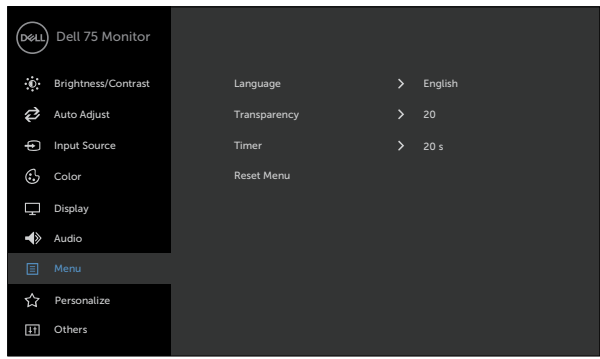 DELL Dell 75 Monitor
Brightness/Contrast
Auto Adjust
Input Source
Color
Display
Audio
Menu
Personalize
Others
Language > English
Transparency > 20
Timer > 20 s
Reset Menu